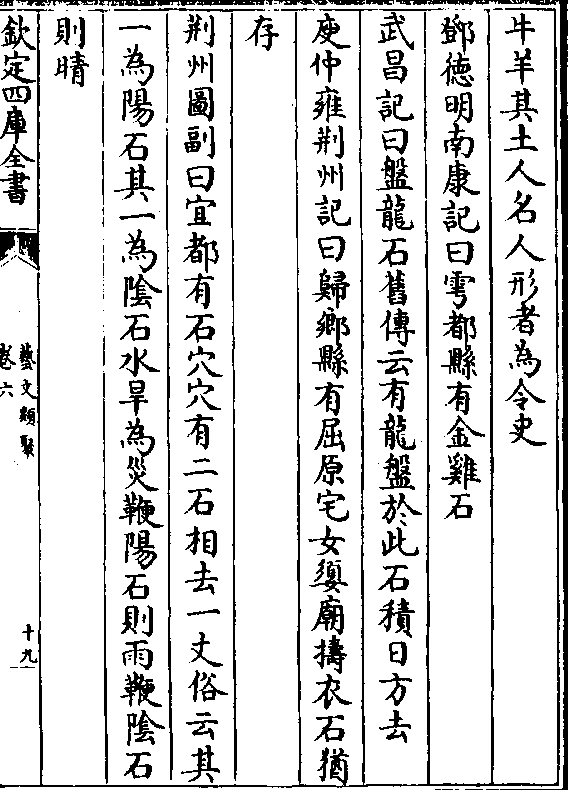 牛羊其土人名人形者為令史
鄧德明南康記曰雩都縣有金雞石
武昌記曰盤龍石舊傳云有龍盤於此石積日方去
庾仲雍荆州記曰歸鄉縣有屈原宅女嬃廟擣衣石猶
存
荆州圖副曰宜都有石穴穴有二石相去一丈俗云其
一為陽石其一為陰石水旱為災鞭陽石則雨鞭陰石
則晴
欽定四庫全書
藝文類聚
卷六
十九